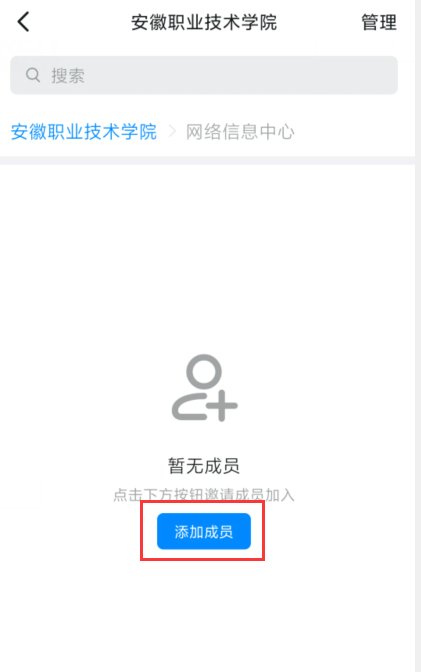 安徽职业技术学院 管理
搜索
安徽职业技术学院 > 网络信息中心
暂无成员
点击下方按钮邀请成员加入
添加成员